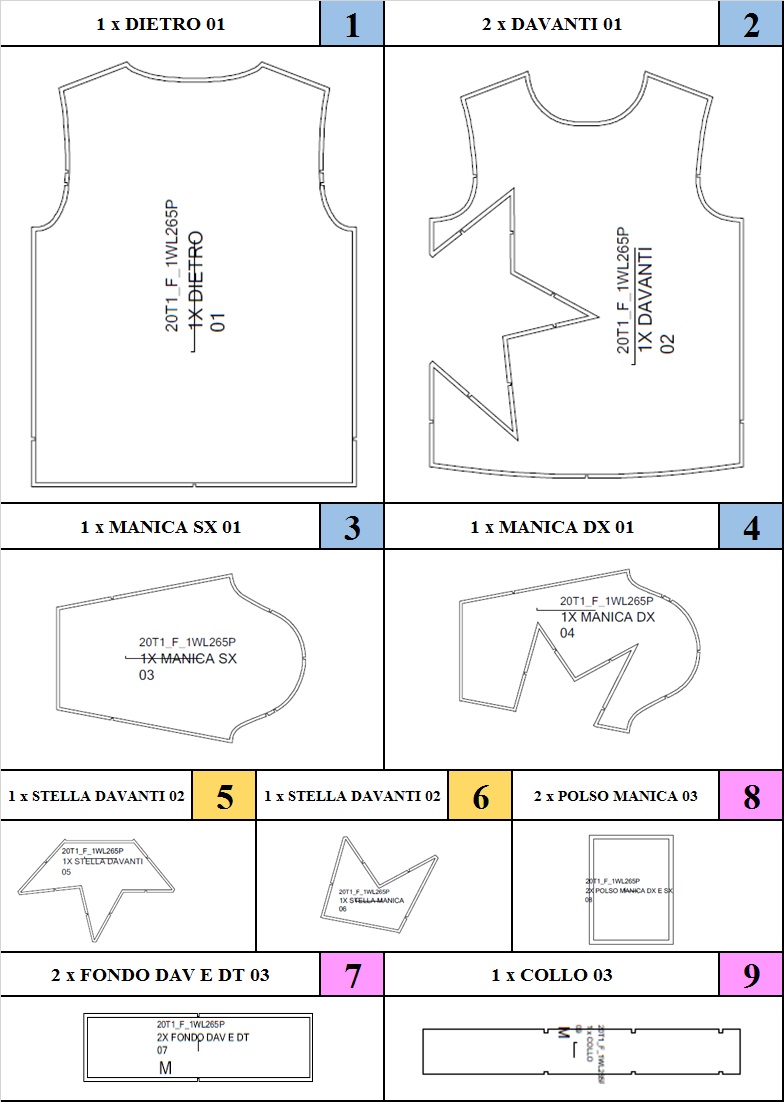 1 x DIETRO 01
1
2 x DAVANTI 01
2
20T1_F_1WL265P
1X DIETRO
01
20T1_F_1WL265P
1X DAVANTI
02
1 x MANICA SX 01
3
1 x MANICA DX 01
4
20T1_F_1WL265P
1X MANICA SX
03
20T1_F_1WL265P
1X MANICA DX
04
1 x STELLA DAVANTI 02
5
1 x STELLA DAVANTI 02
6
2 x POLSO MANICA 03
8
20T1_F_1WL265P
1X STELLA DAVANTI
05
20T1_F_1WL265P
1X STELLA MANICA
06
20T1_F_1WL265P
2X POLSO MANICA DX E SX
08
2 x FONDO DAV E DT 03
7
1 x COLLO 03
9
20T1_F_1WL265P
2X FONDO DAV E DT
07
M
20T1_F_1WL265P
1x COLLO
M